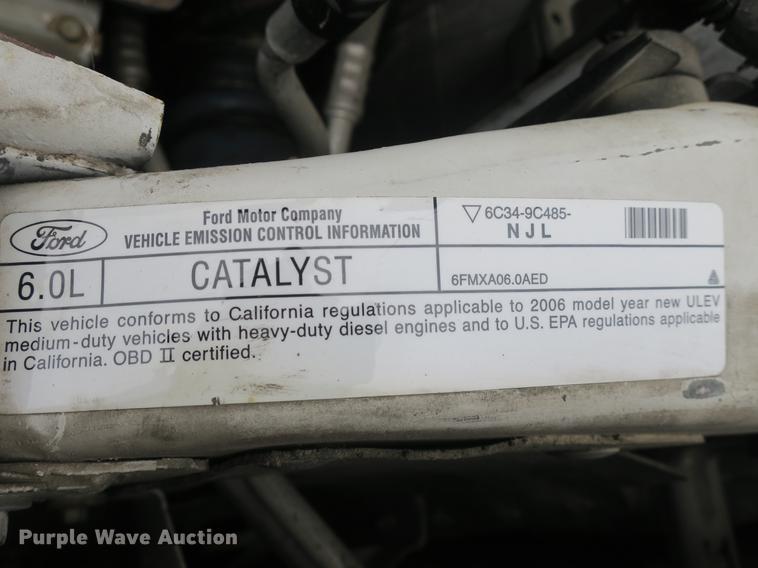 Ford
Ford Motor Company
VEHICLE EMISSION CONTROL INFORMATION
6C34-9C485-
NJL
6.0L
CATALYST
6FMXA06.0AED
This vehicle conforms to California regulations applicable to 2006 model year new ULEV
medium-duty vehicles with heavy-duty diesel engines and to U.S. EPA regulations applicable
in California. OBD II certified.
Purple Wave Auction